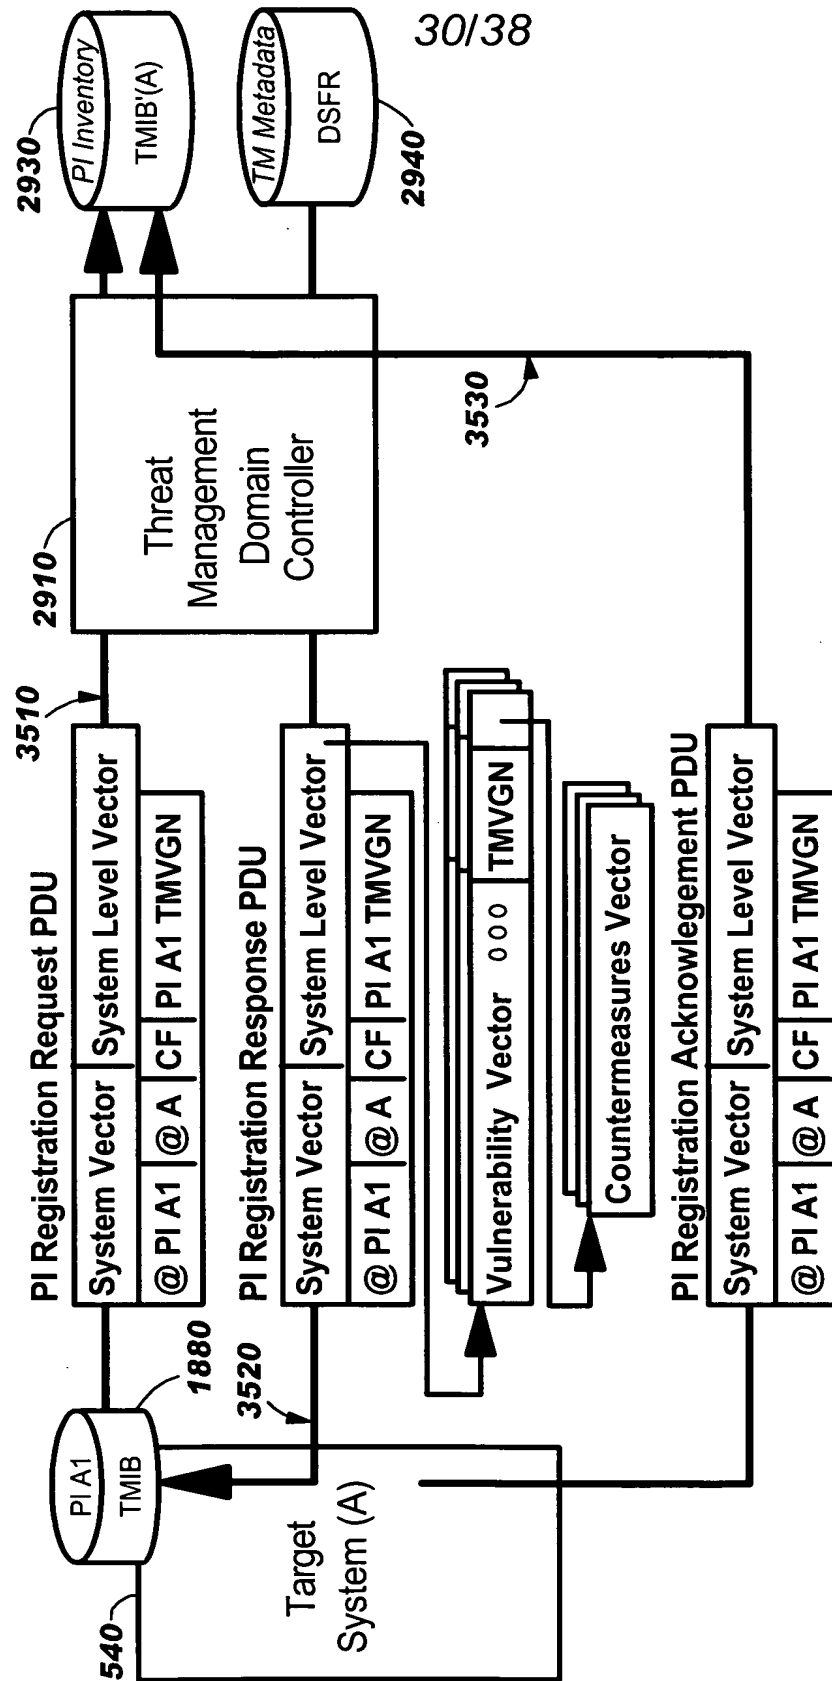 30/38
540
Target
System (A)
PI A1
TMIB
1880
3520
PI Registration Request PDU
System Vector
System Level Vector
@ PI A1
@ A
CF
PI A1 TMVGN
3510
PI Registration Response PDU
System Vector
System Level Vector
@ PI A1
@ A
CF
PI A1 TMVGN
Vulnerability Vector
o o o
TMVGN
Countermeasures Vector
PI Registration Acknowlegement PDU
System Vector
System Level Vector
@ PI A1
@ A
CF
PI A1 TMVGN
3530
2910
Threat
Management
Domain
Controller
2930
PI Inventory
TMIB'(A)
TM Metadata
DSFR
2940